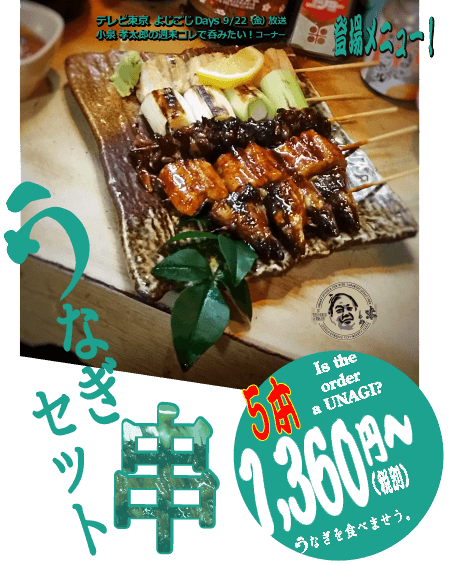 テレビ東京 よじごじDays 9/22 (金) 放送
小泉 孝太郎の週末コレで呑みたい！コーナー
登場メニュー！
うなぎ
串
セット
Is the
order
a UNAGI?
5本
1,360円〜
(税別)
うなぎを食べませう。